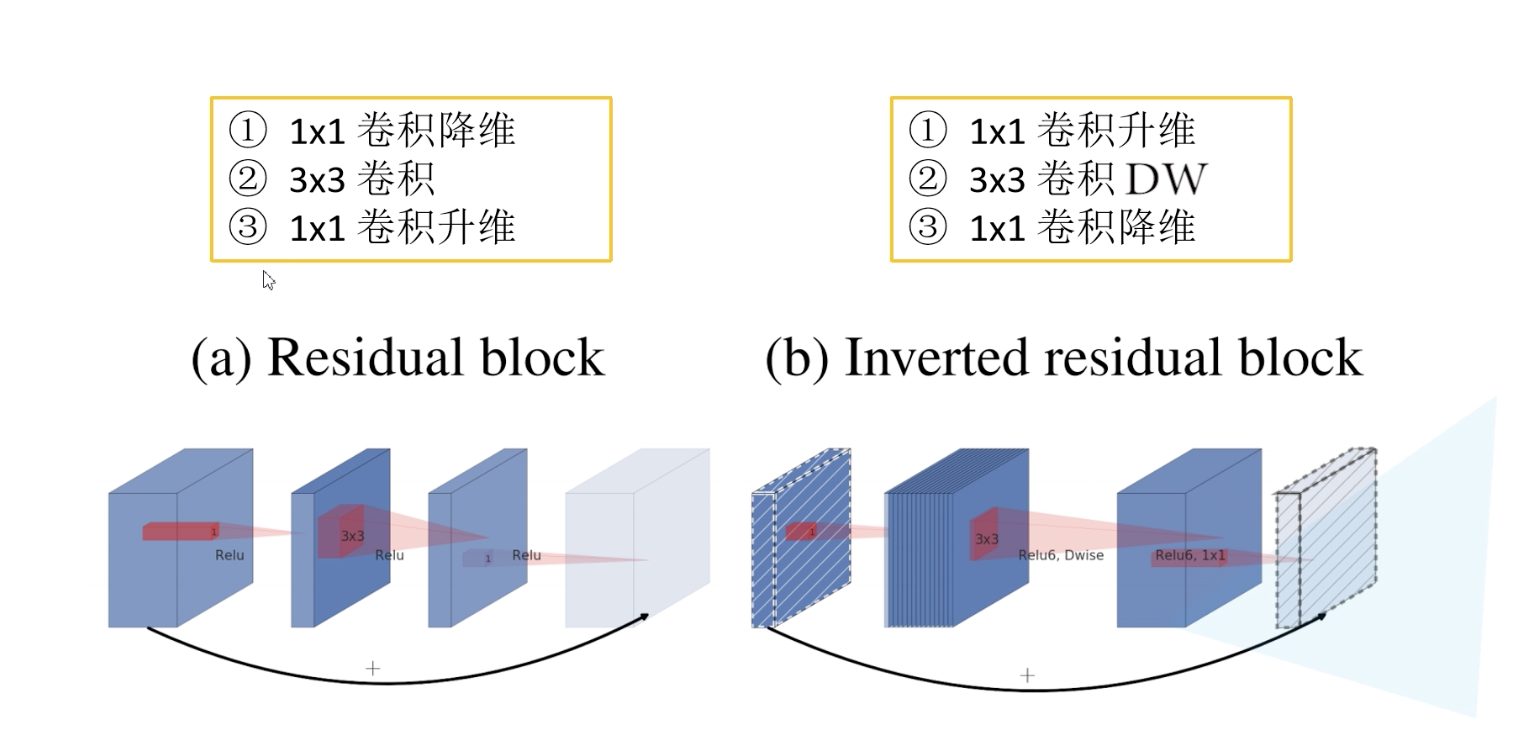 ① 1x1 卷积降维
② 3x3 卷积
③ 1x1 卷积升维
① 1x1 卷积升维
② 3x3 卷积 DW
③ 1x1 卷积降维
(a) Residual block
(b) Inverted residual block
1
Relu
3x3
Relu
1
Relu
+
1
3x3
Relu6, Dwise
Relu6, 1x1
+